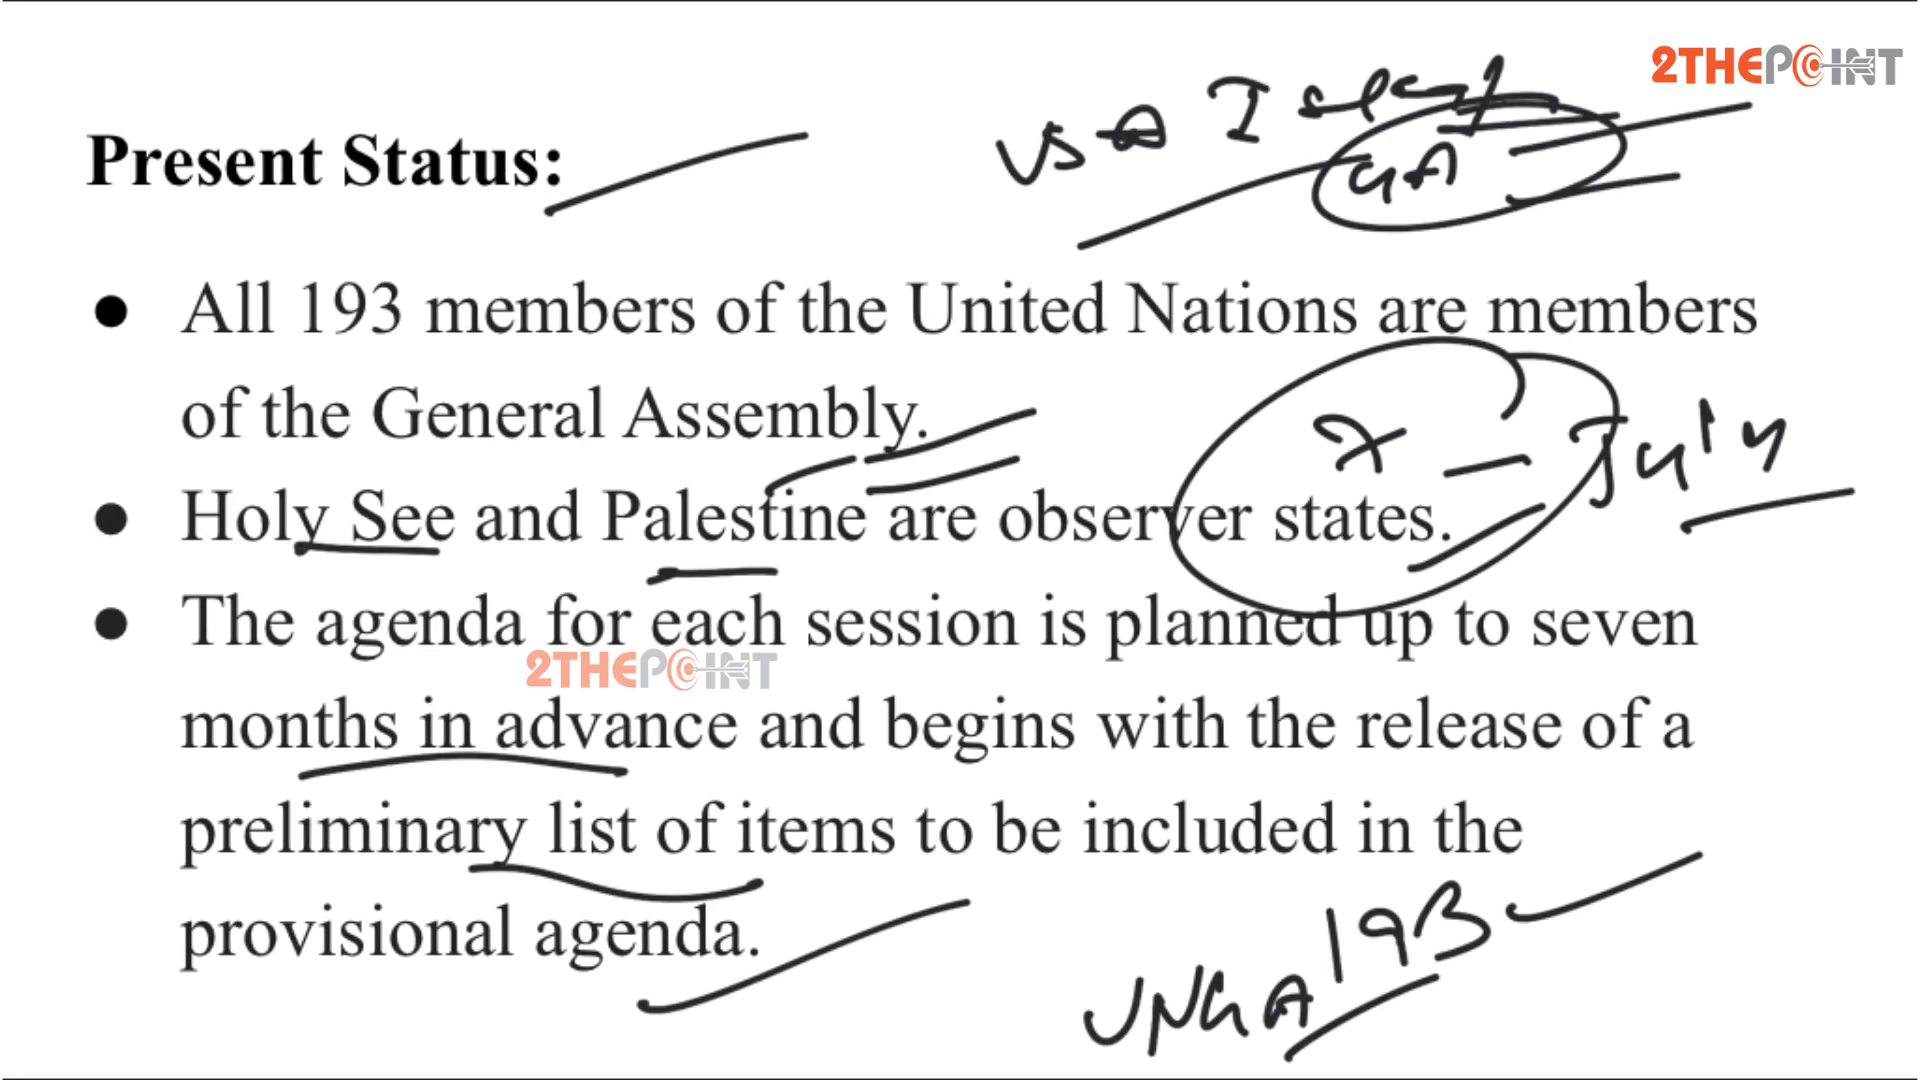 2THEPOINT
USA Israel
Present Status:
GA
All 193 members of the United Nations are members
of the General Assembly.
7 - July
Holy See and Palestine are observer states.
The agenda for each session is planned up to seven
2THEPOINT
months in advance and begins with the release of a
preliminary list of items to be included in the
provisional agenda.
193
UNGA